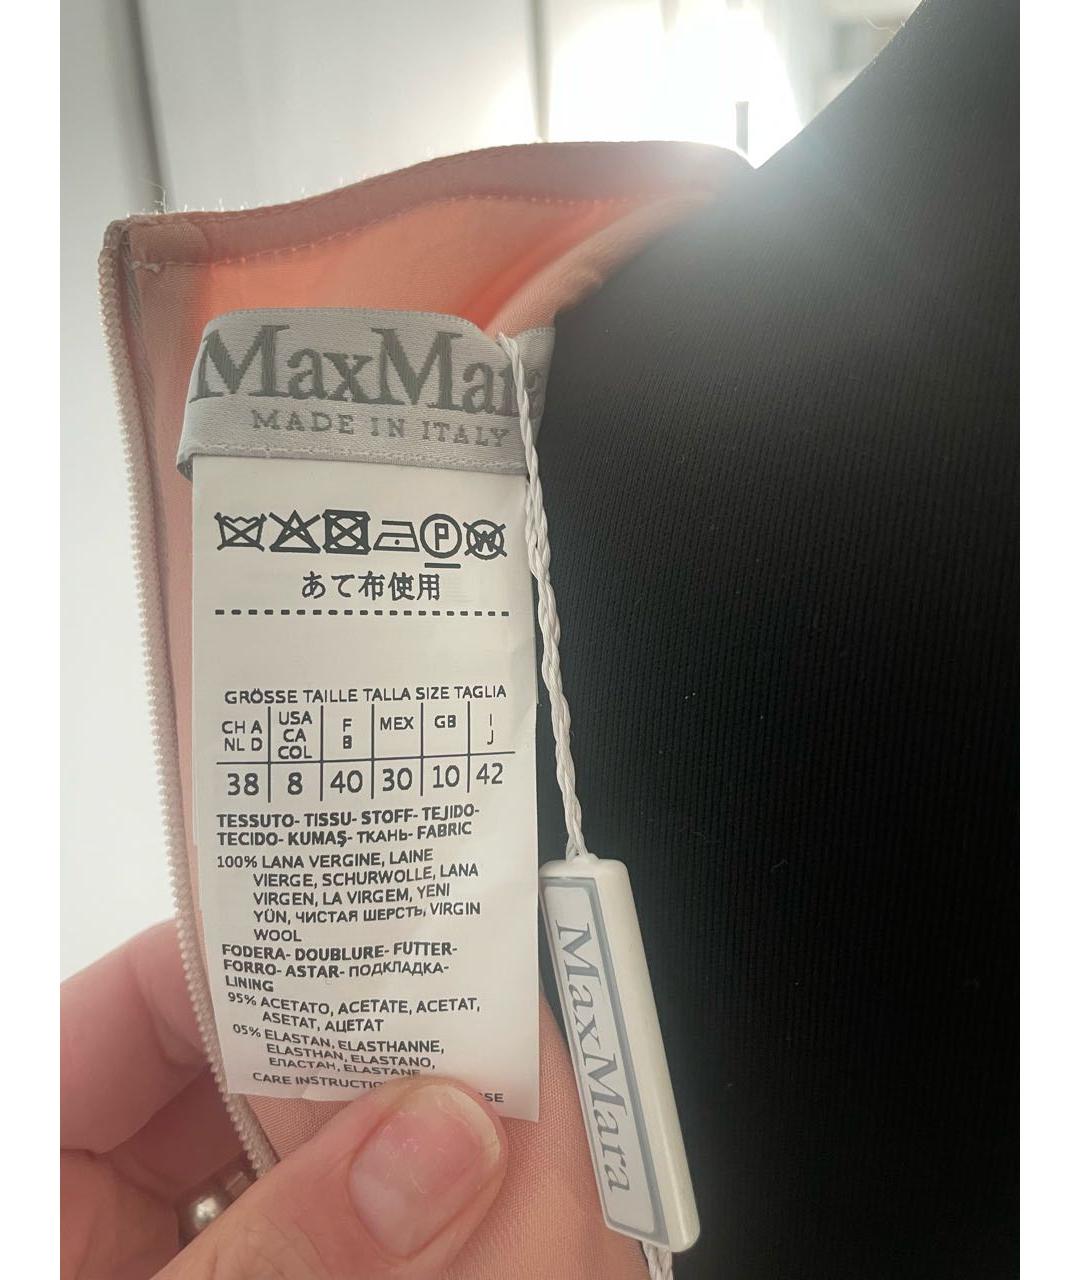 MaxMara
MADE IN ITALY
P W
あて布使用
GRÖSSE TAILLE TALLA SIZE TAGLIA
CH A NL D USA CA COL F B MEX GB I J
38 8 40 30 10 42
TESSUTO- TISSU- STOFF- TEJIDO-
TECIDO- KUMAŞ- ТКАНЬ- FABRIC
100% LANA VERGINE, LAINE
VIERGE, SCHURWOLLE, LANA
VIRGEN, LA VIRGEM, YENI
YÜN, ЧИСТАЯ ШЕРСТЬ, VIRGIN
WOOL
FODERA- DOUBLURE- FUTTER-
FORRO- ASTAR- ПОДКЛАДКА-
LINING
95% ACETATO, ACETATE, ACETAT,
ASETAT, АЦЕТАТ
05% ELASTAN, ELASTHANNE,
ELASTHAN, ELASTANO,
ЕЛАСТАН, ELASTANE
CARE
MaxMara